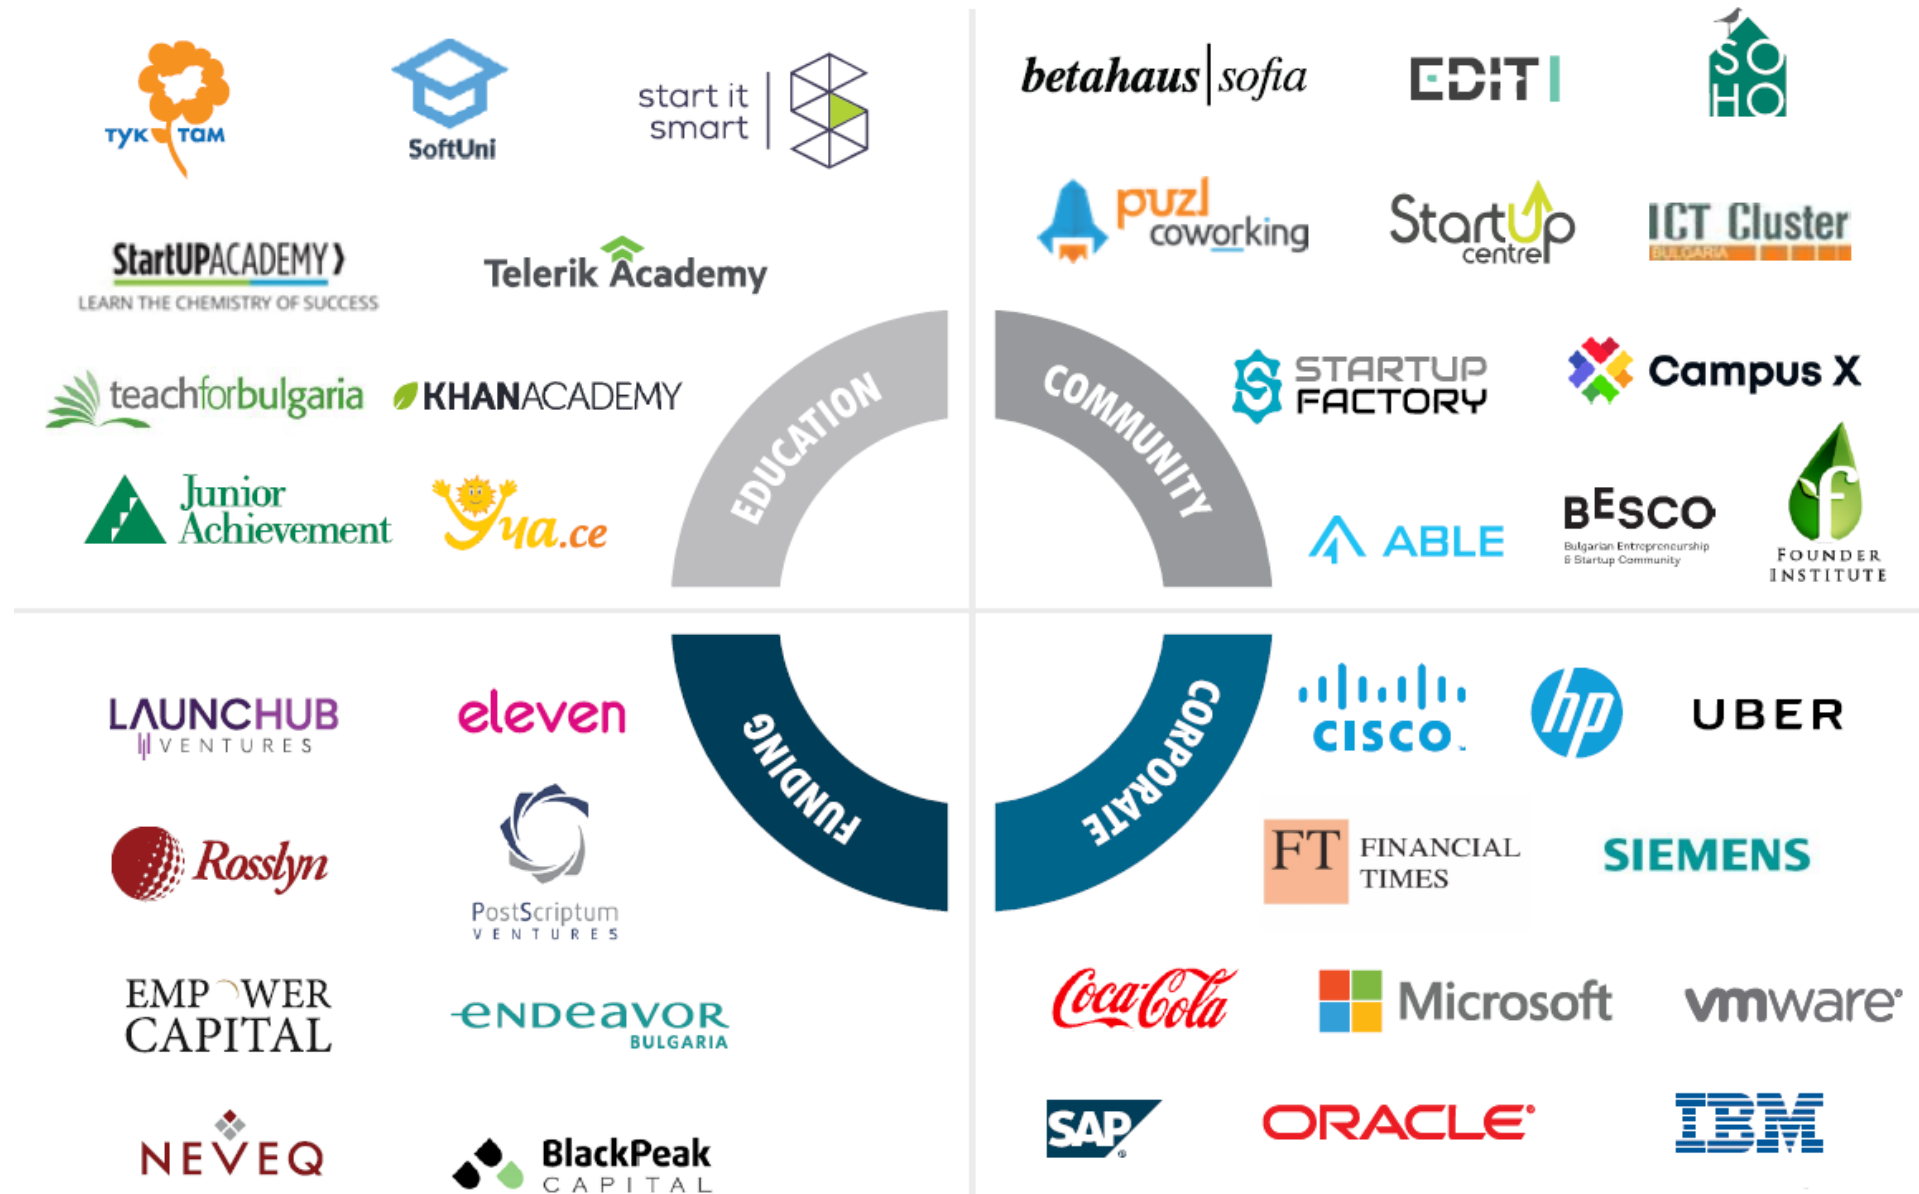 тук там
SoftUni
start it
smart
StartUPACADEMY
LEARN THE CHEMISTRY OF SUCCESS
Telerik Academy
teachforbulgaria
KHANACADEMY
Junior
Achievement
Уча.се
EDUCATION
betahaus|sofia
EDIT
SO
HO
puzl
coworking
StartUp
centre
ICT Cluster
BULGARIA
STARTUP
FACTORY
Campus X
COMMUNITY
ABLE
BESCO
Bulgarian Entrepreneurship
& Startup Community
f
FOUNDER
INSTITUTE
LAUNCHUB
VENTURES
eleven
Rosslyn
PostScriptum
VENTURES
EMPOWER
CAPITAL
enDeavor
BULGARIA
NEVEQ
BlackPeak
CAPITAL
FUNDING
CISCO
hp
UBER
FT
FINANCIAL
TIMES
SIEMENS
Coca-Cola
Microsoft
vmware®
SAP®
ORACLE®
IBM
CORPORATE